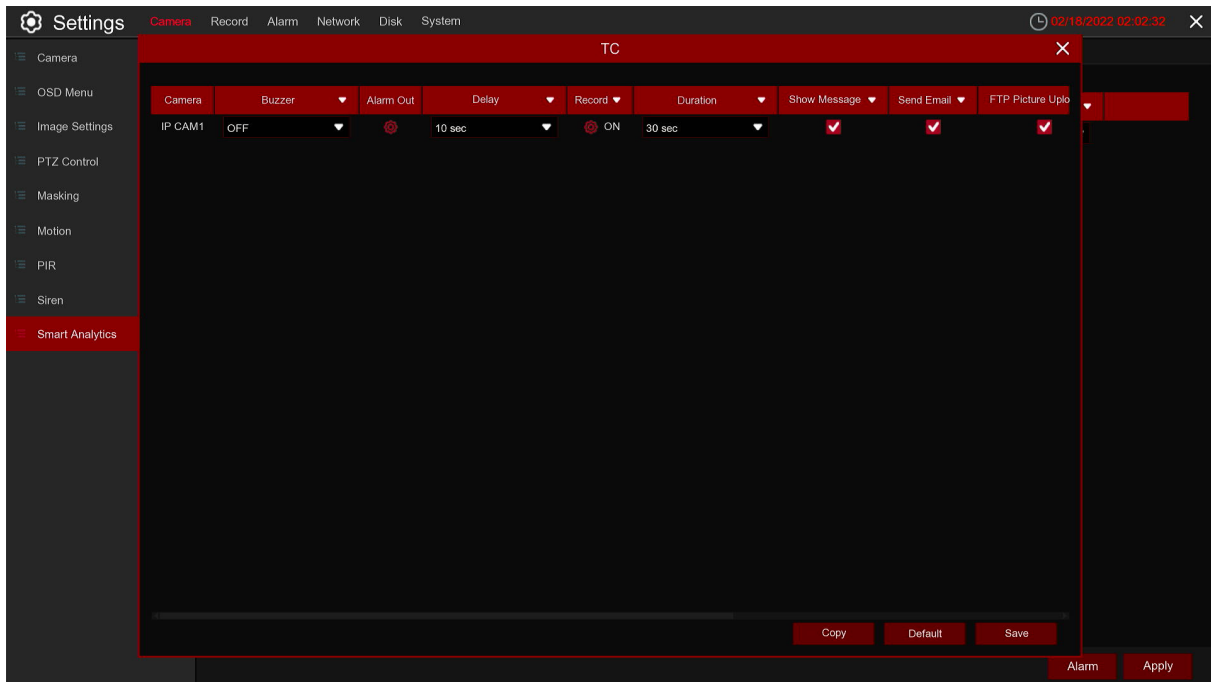 Settings Camera Record Alarm Network Disk System 02/18/2022 02:02:32
TC
Camera
OSD Menu
Image Settings
PTZ Control
Masking
Motion
PIR
Siren
Smart Analytics
Camera Buzzer Alarm Out Delay Record Duration Show Message Send Email FTP Picture Uplo
IP CAM1 OFF 10 sec ON 30 sec
Copy Default Save
Alarm Apply